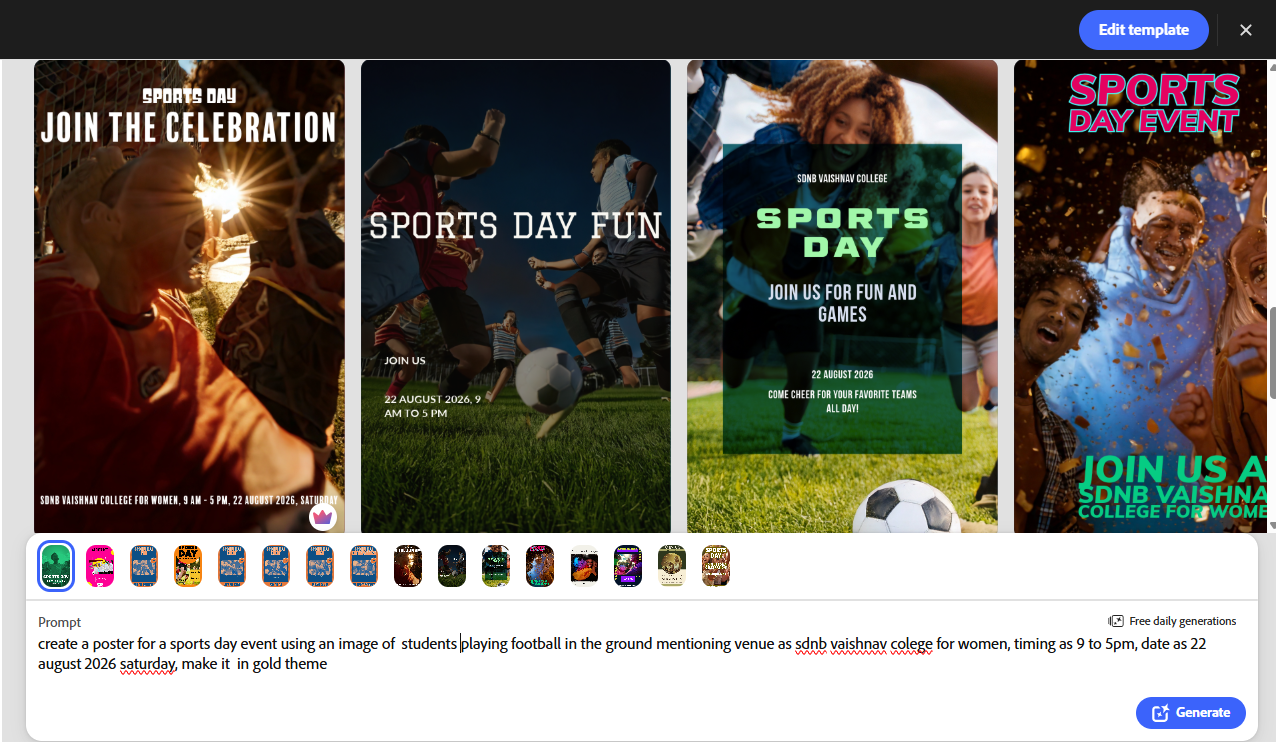 Edit template
SPORTS DAY
JOIN THE CELEBRATION
SDNB VAISHNAV COLLEGE FOR WOMEN, 9 AM - 5 PM, 22 AUGUST 2026, SATURDAY
SPORTS DAY FUN
JOIN US
22 AUGUST 2026, 9
AM TO 5 PM
SDNB VAISHNAV COLLEGE
SPORTS
DAY
JOIN US FOR FUN AND
GAMES
22 AUGUST 2026
COME CHEER FOR YOUR FAVORITE TEAMS
ALL DAY!
SPORTS
DAY EVENT
JOIN US AT
SDNB VAISHNA
COLLEGE FOR WOME
Prompt
Free daily generations
create a poster for a sports day event using an image of  students playing football in the ground mentioning venue as sdnb vaishnav colege for women, timing as 9 to 5pm, date as 22
august 2026 saturday, make it  in gold theme
Generate